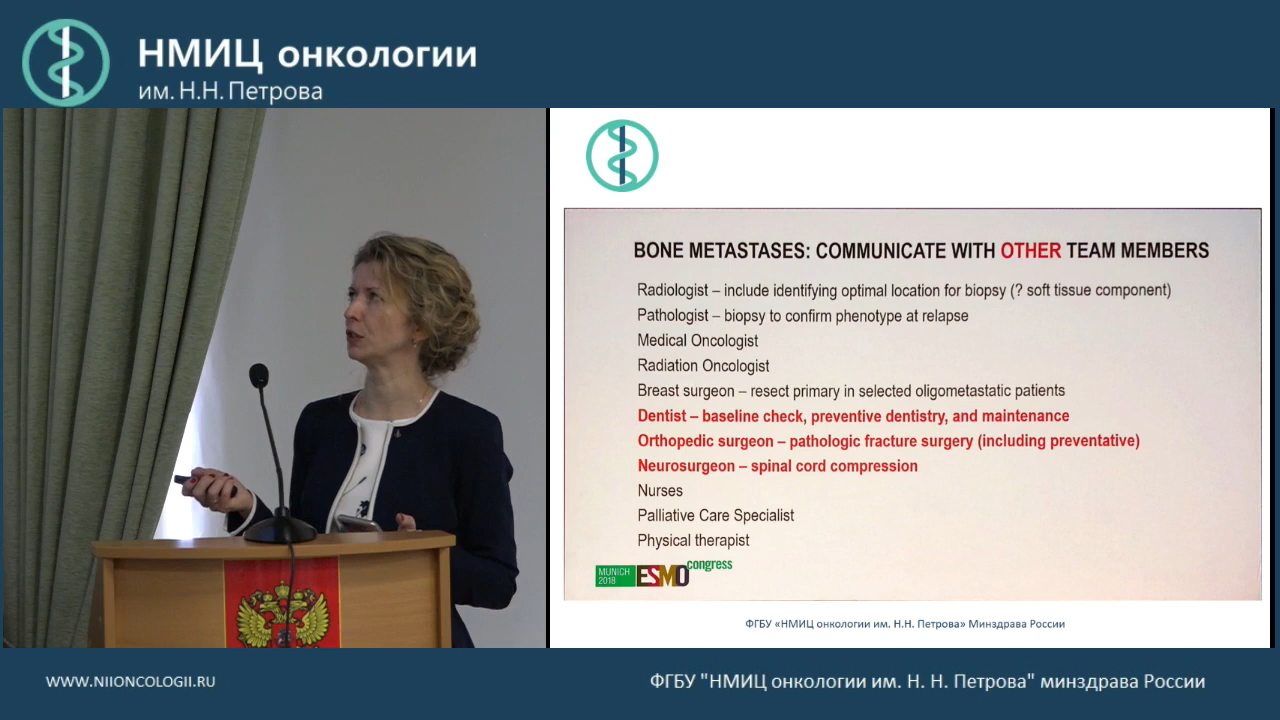 НМИЦ онкологии
им. Н.Н. Петрова
BONE METASTASES: COMMUNICATE WITH OTHER TEAM MEMBERS
Radiologist – include identifying optimal location for biopsy (? soft tissue component)
Pathologist – biopsy to confirm phenotype at relapse
Medical Oncologist
Radiation Oncologist
Breast surgeon – resect primary in selected oligometastatic patients
Dentist – baseline check, preventive dentistry, and maintenance
Orthopedic surgeon – pathologic fracture surgery (including preventative)
Neurosurgeon – spinal cord compression
Nurses
Palliative Care Specialist
Physical therapist
MUNICH
2018
ESMO congress
ФГБУ «НМИЦ онкологии им. Н.Н. Петрова» Минздрава России
WWW.NIIONCOLOGII.RU
ФГБУ "НМИЦ онкологии им. Н. Н. Петрова" минздрава России